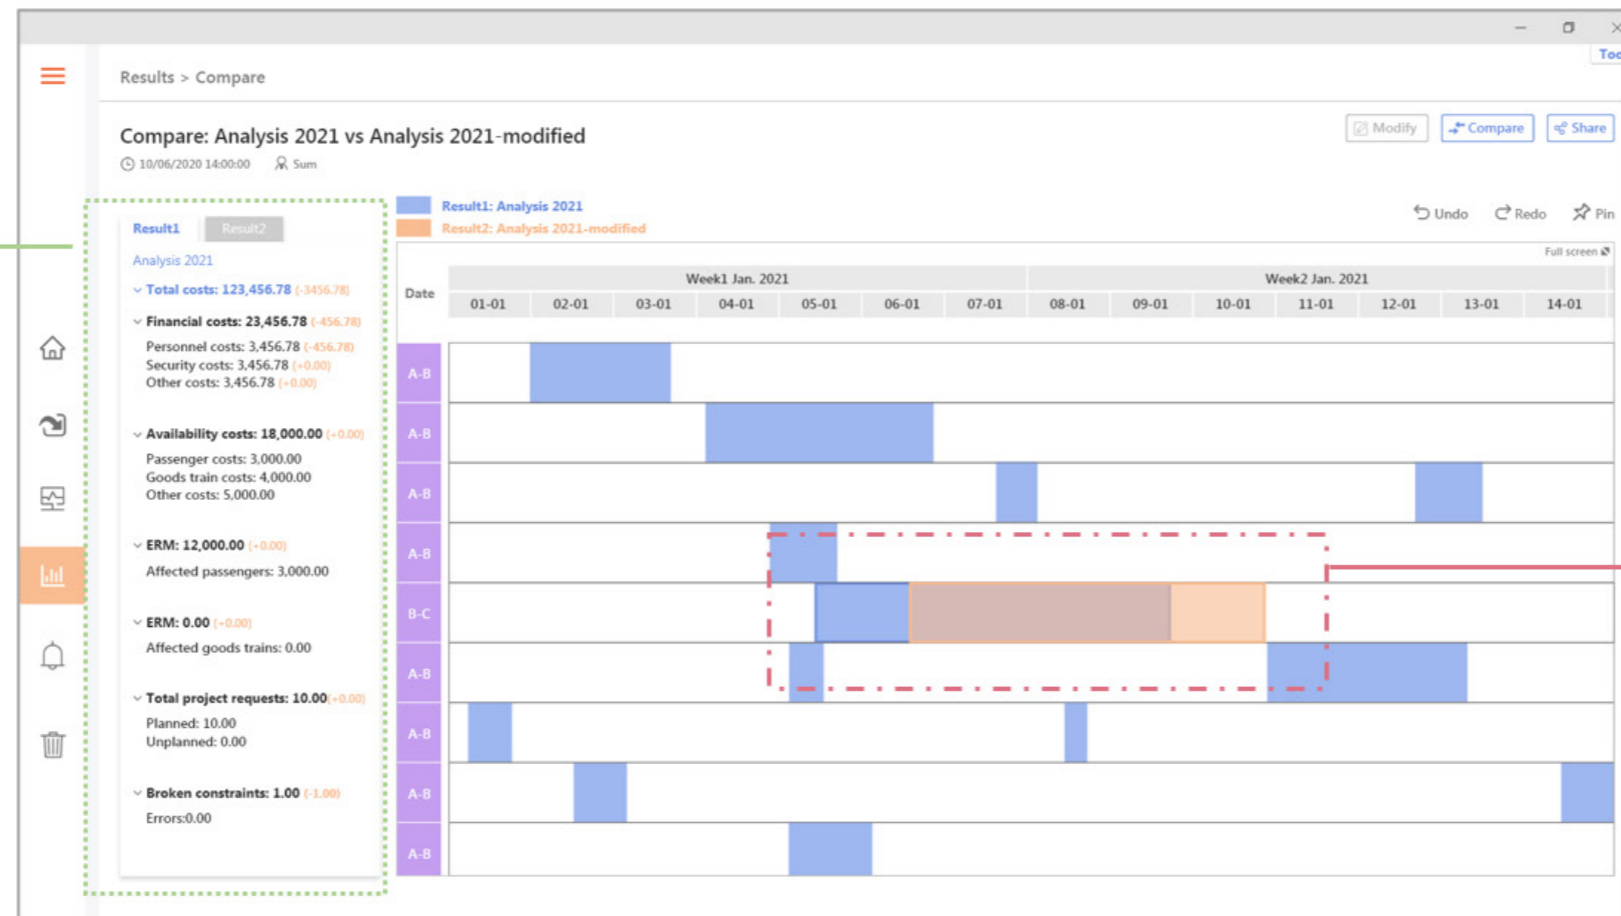 Too
Results > Compare
Compare: Analysis 2021 vs Analysis 2021-modified
10/06/2020 14:00:00 Sum
Modify Compare Share
Result1 Result2
Analysis 2021
Total costs: 123,456.78 (-3456.78)
Financial costs: 23,456.78 (-456.78)
Personnel costs: 3,456.78 (-456.78)
Security costs: 3,456.78 (+0.00)
Other costs: 3,456.78 (+0.00)
Availability costs: 18,000.00 (+0.00)
Passenger costs: 3,000.00
Goods train costs: 4,000.00
Other costs: 5,000.00
ERM: 12,000.00 (+0.00)
Affected passengers: 3,000.00
ERM: 0.00 (+0.00)
Affected goods trains: 0.00
Total project requests: 10.00(+0.00)
Planned: 10.00
Unplanned: 0.00
Broken constraints: 1.00 (-1.00)
Errors:0.00
Result1: Analysis 2021
Result2: Analysis 2021-modified
Undo Redo Pin
Full screen
Date
Week1 Jan. 2021 Week2 Jan. 2021
01-01 02-01 03-01 04-01 05-01 06-01 07-01 08-01 09-01 10-01 11-01 12-01 13-01 14-01
A-B
A-B
A-B
A-B
B-C
A-B
A-B
A-B
A-B